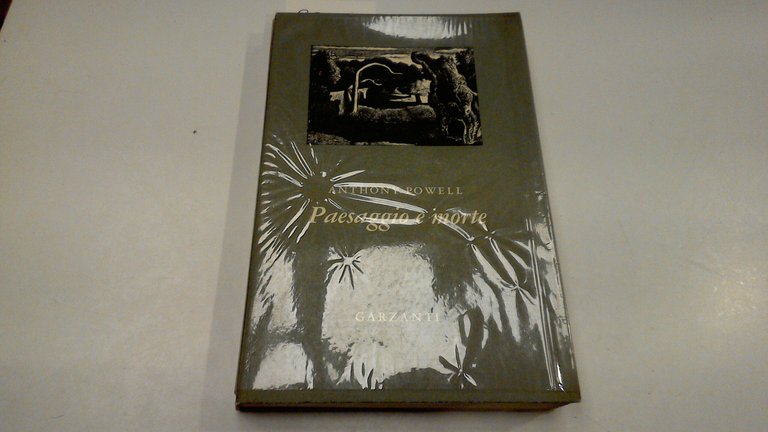 ANTHONY POWELL
Paesaggio e morte
GARZANTI